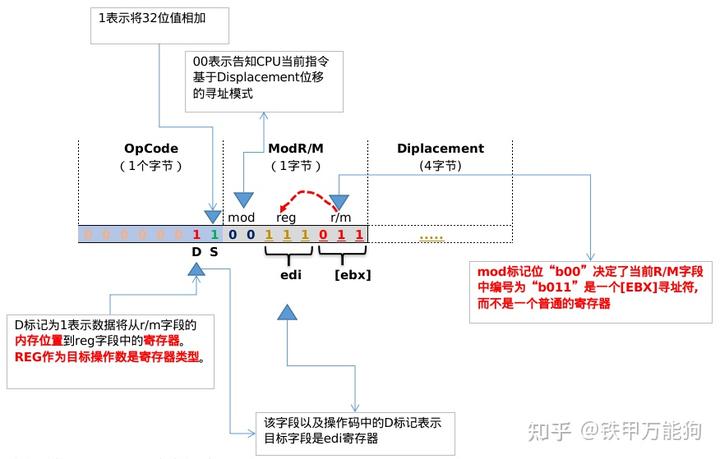 1表示将32位值相加
00表示告知CPU当前指令
基于Displacement位移
的寻址模式
OpCode
（1个字节）
ModR/M
（1字节）
Diplacement
(4字节)
mod
reg
r/m
0 0 0 0 0 0 1 1 0 0 1 1 1 0 1 1
.....
D S
edi
[ebx]
mod标记位“b00”决定了当前R/M字段
中编号为“b011”是一个[EBX]寻址符,
而不是一个普通的寄存器
D标记为1表示数据将从r/m字段的
内存位置到reg字段中的寄存器。
REG作为目标操作数是寄存器类型。
该字段以及操作码中的D标记表示
目标字段是edi寄存器
知乎 @铁甲万能狗